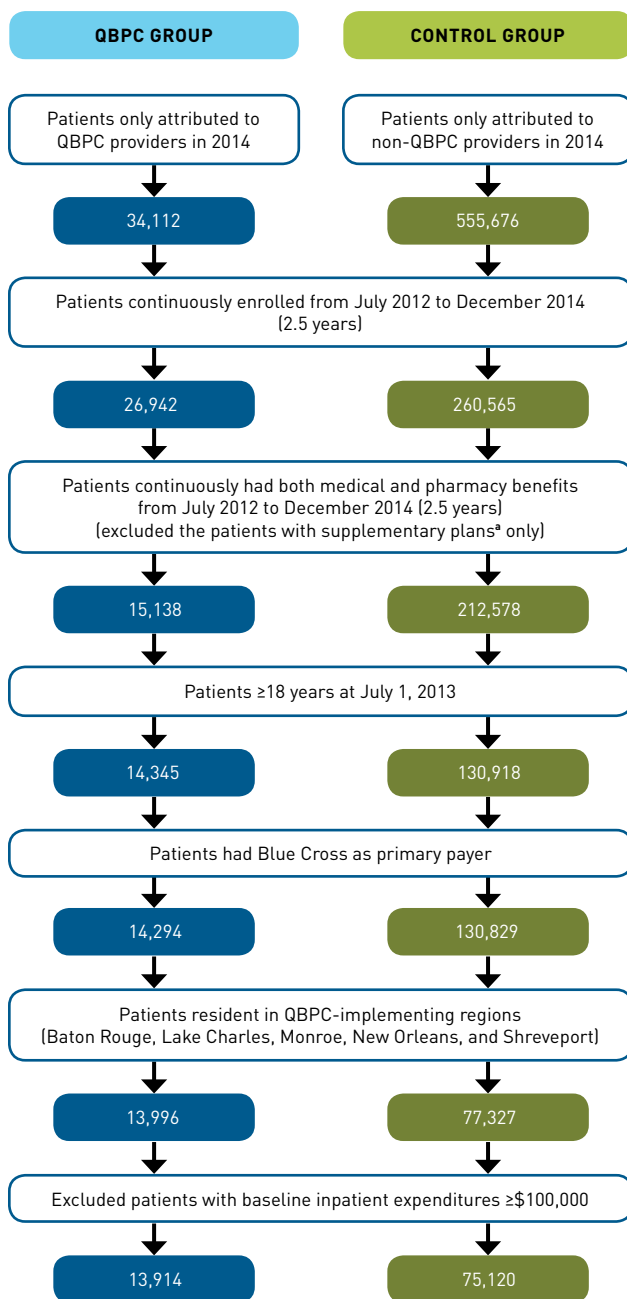 QBPC GROUP
CONTROL GROUP
Patients only attributed to
QBPC providers in 2014
Patients only attributed to
non-QBPC providers in 2014
34,112
555,676
Patients continuously enrolled from July 2012 to December 2014
(2.5 years)
26,942
260,565
Patients continuously had both medical and pharmacy benefits
from July 2012 to December 2014 (2.5 years)
(excluded the patients with supplementary plansª only)
15,138
212,578
Patients ≥18 years at July 1, 2013
14,345
130,918
Patients had Blue Cross as primary payer
14,294
130,829
Patients resident in QBPC-implementing regions
(Baton Rouge, Lake Charles, Monroe, New Orleans, and Shreveport)
13,996
77,327
Excluded patients with baseline inpatient expenditures ≥$100,000
13,914
75,120